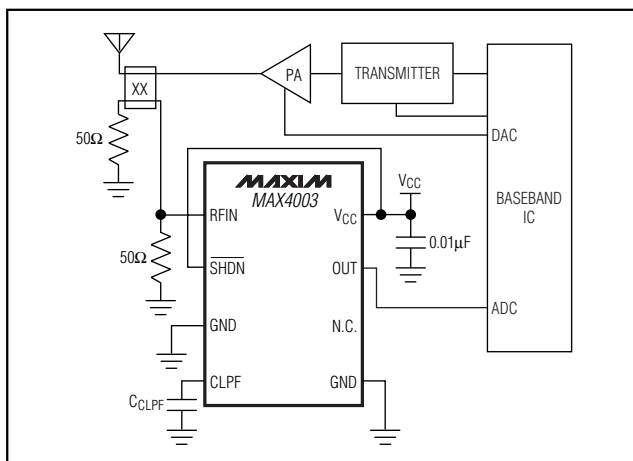 XX
PA
TRANSMITTER
50Ω
DAC
MAXIM
MAX4003
VCC
BASEBAND
IC
RFIN
VCC
0.01µF
50Ω
SHDN
OUT
GND
N.C.
ADC
CLPF
GND
CCLPF